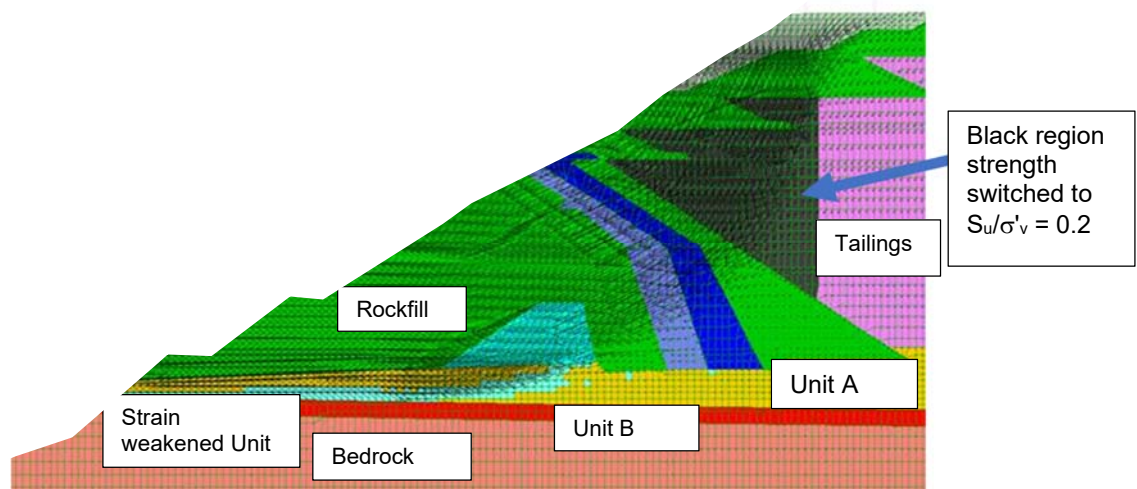 Black region
strength
switched to
Su/σ'v = 0.2
Tailings
Rockfill
Unit A
Strain
weakened Unit
Unit B
Bedrock